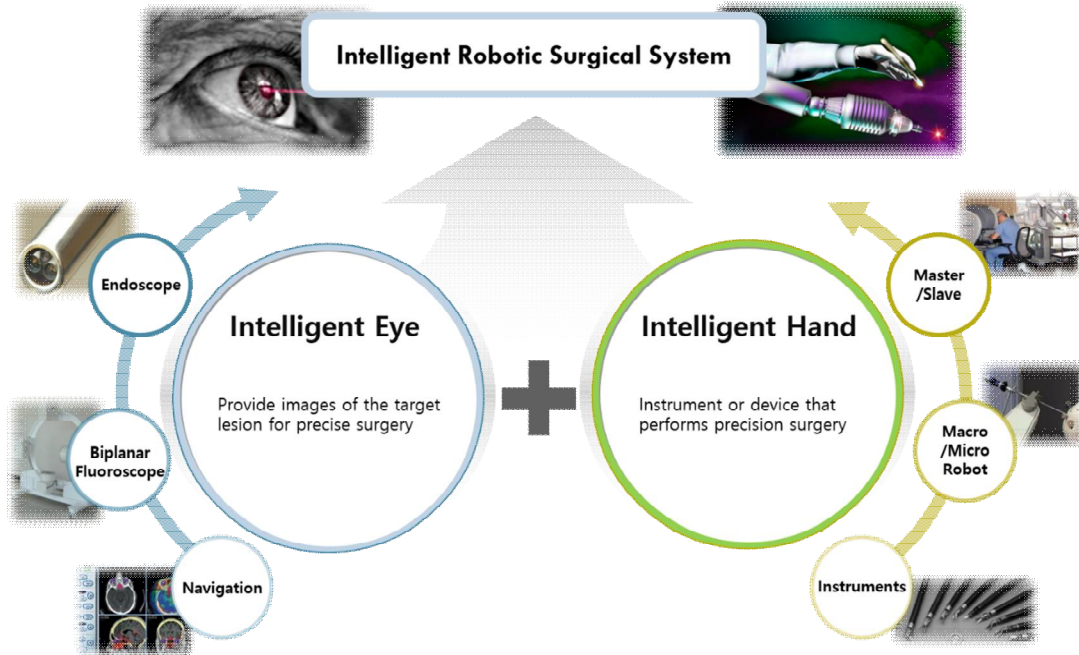 Intelligent Robotic Surgical System
Endoscope
Biplanar
Fluoroscope
Navigation
Intelligent Eye
Provide images of the target
lesion for precise surgery
Intelligent Hand
Instrument or device that
performs precision surgery
Master
/Slave
Macro
/Micro
Robot
Instruments